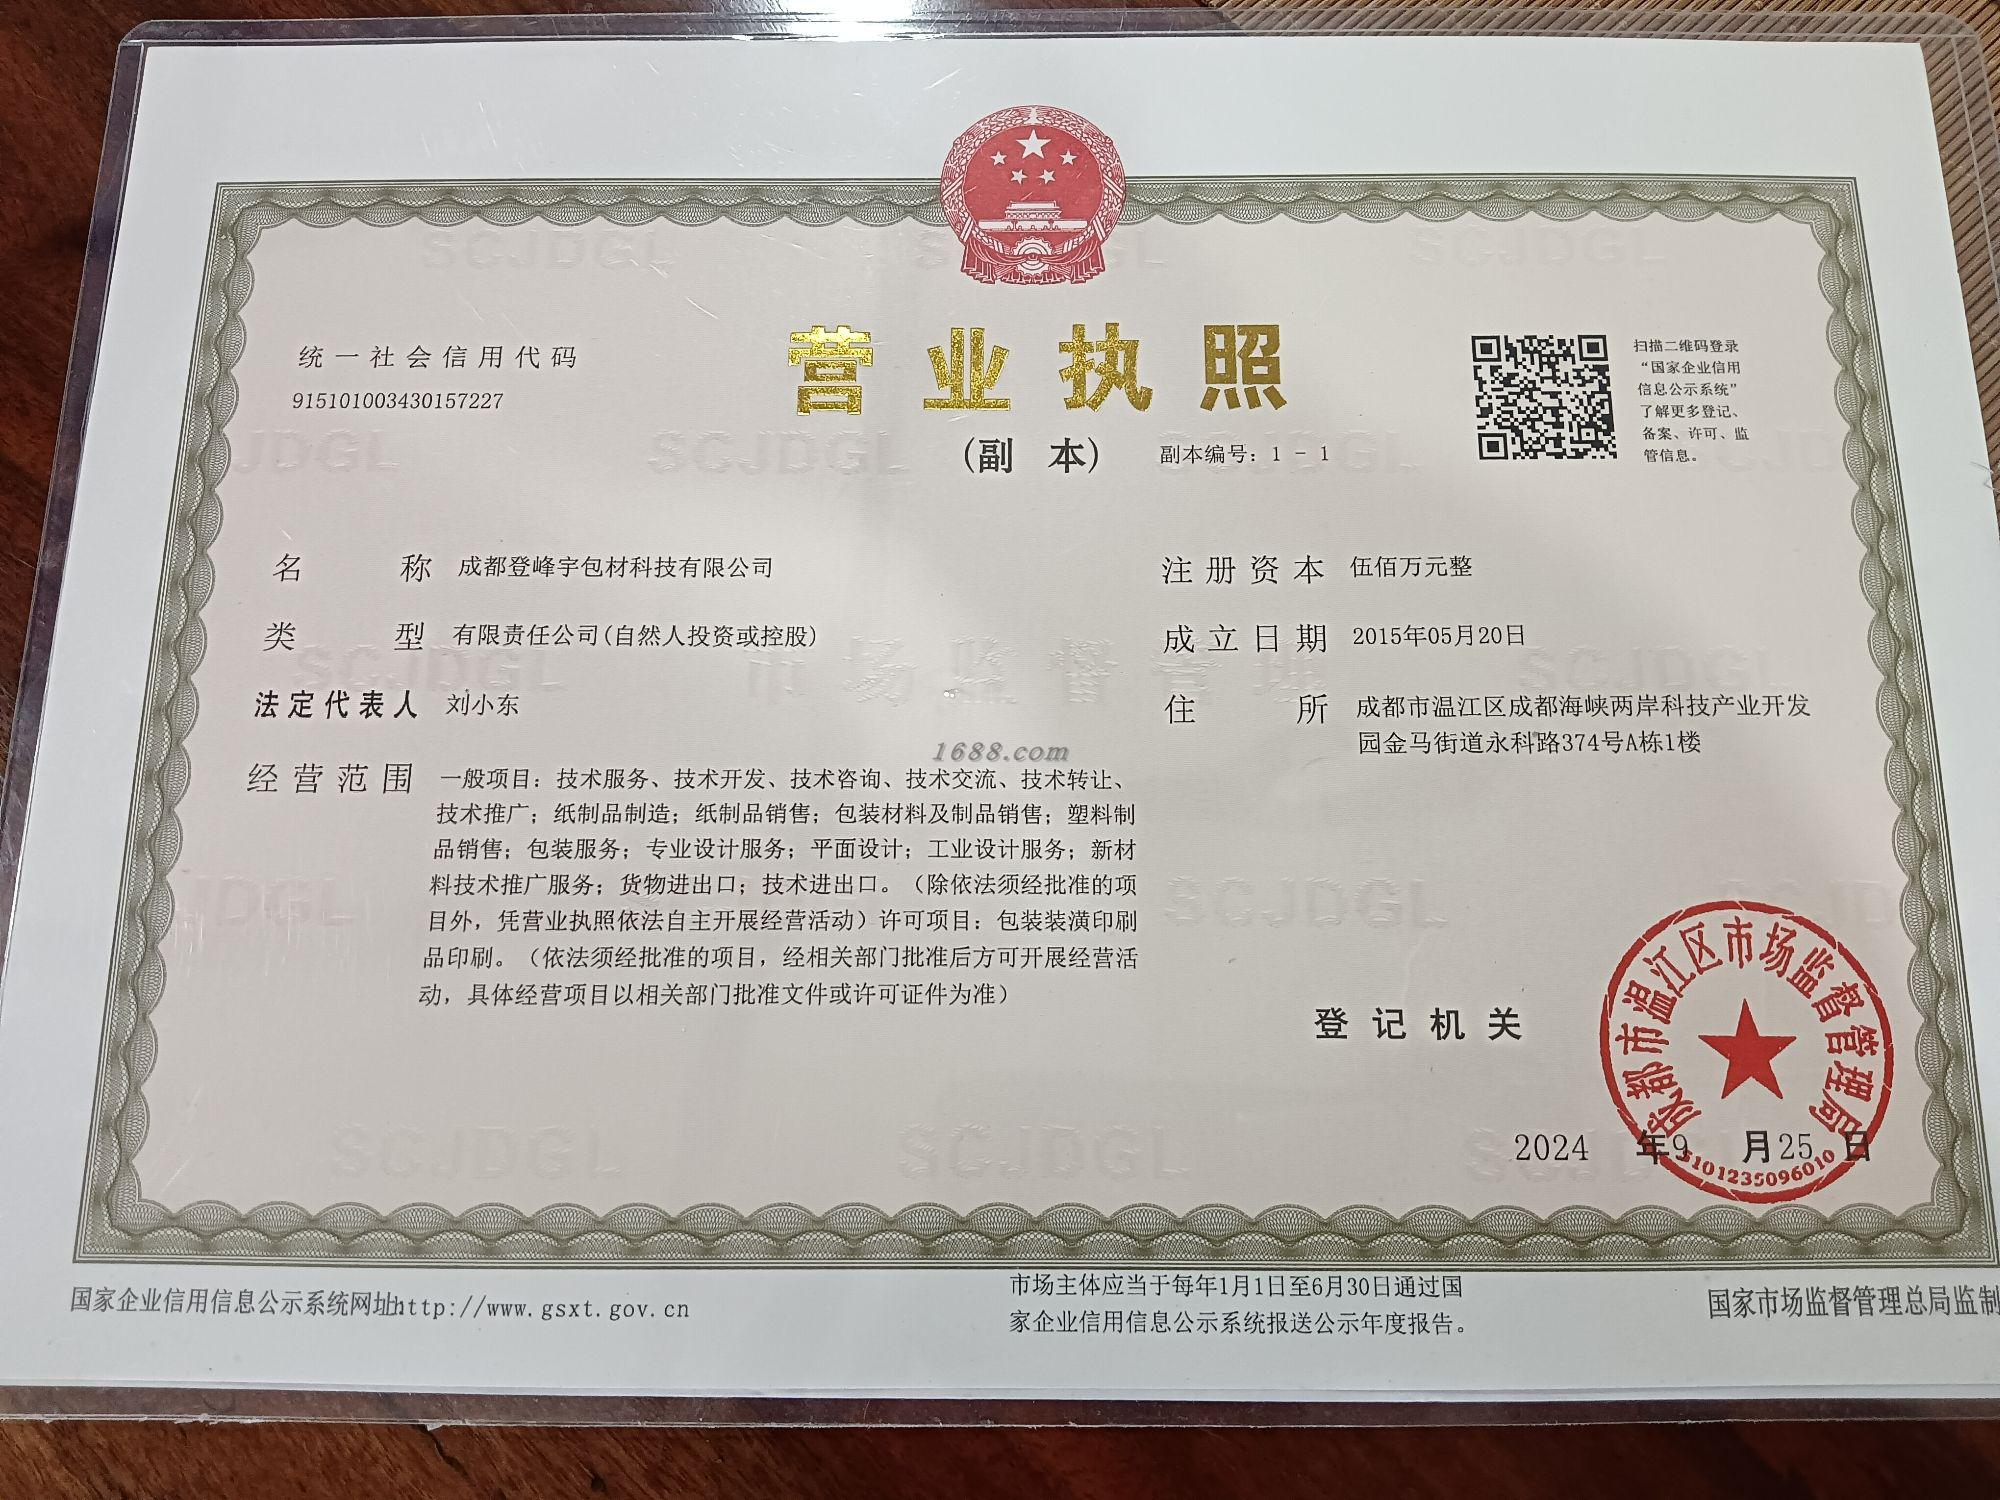 营业执照
(副 本) 副本编号：1 - 1
统一社会信用代码
915101003430157227
扫描二维码登录
“国家企业信用
信息公示系统”
了解更多登记、
备案、许可、监
管信息。
名称 成都登峰宇包材科技有限公司
类型 有限责任公司(自然人投资或控股)
法定代表人 刘小东
经营范围 一般项目：技术服务、技术开发、技术咨询、技术交流、技术转让、
技术推广；纸制品制造；纸制品销售；包装材料及制品销售；塑料制
品销售；包装服务；专业设计服务；平面设计；工业设计服务；新材
料技术推广服务；货物进出口；技术进出口。（除依法须经批准的项
目外，凭营业执照依法自主开展经营活动）许可项目：包装装潢印刷
品印刷。（依法须经批准的项目，经相关部门批准后方可开展经营活
动，具体经营项目以相关部门批准文件或许可证件为准）
注册资本 伍佰万元整
成立日期 2015年05月20日
住所 成都市温江区成都海峡两岸科技产业开发
园金马街道永科路374号A栋1楼
1688.com
登记机关
成都市温江区市场监督管理局
5101235096010
2024 年9 月25 日
国家企业信用信息公示系统网址http://www.gsxt.gov.cn
市场主体应当于每年1月1日至6月30日通过国
家企业信用信息公示系统报送公示年度报告。
国家市场监督管理总局监制
SCJDGL
市场监督管理